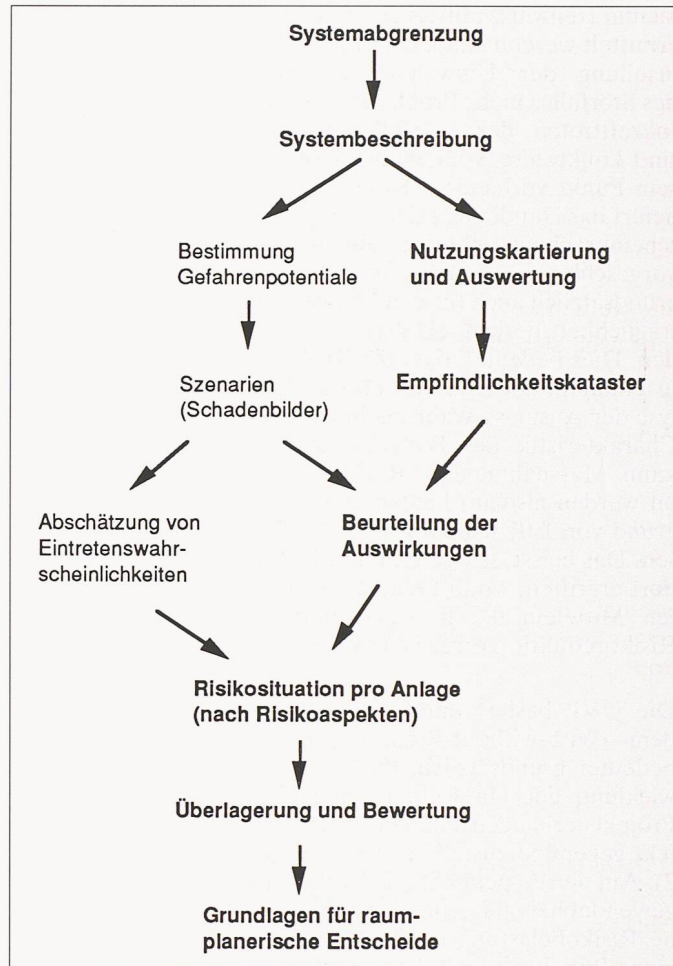 Systemabgrenzung
Systembeschreibung
Bestimmung
Gefahrenpotentiale
Nutzungskartierung
und Auswertung
Szenarien
(Schadenbilder)
Empfindlichkeitskataster
Abschätzung von
Eintretenswahr-
scheinlichkeiten
Beurteilung der
Auswirkungen
Risikosituation pro Anlage
(nach Risikoaspekten)
Überlagerung und Bewertung
Grundlagen für raum-
planerische Entscheide